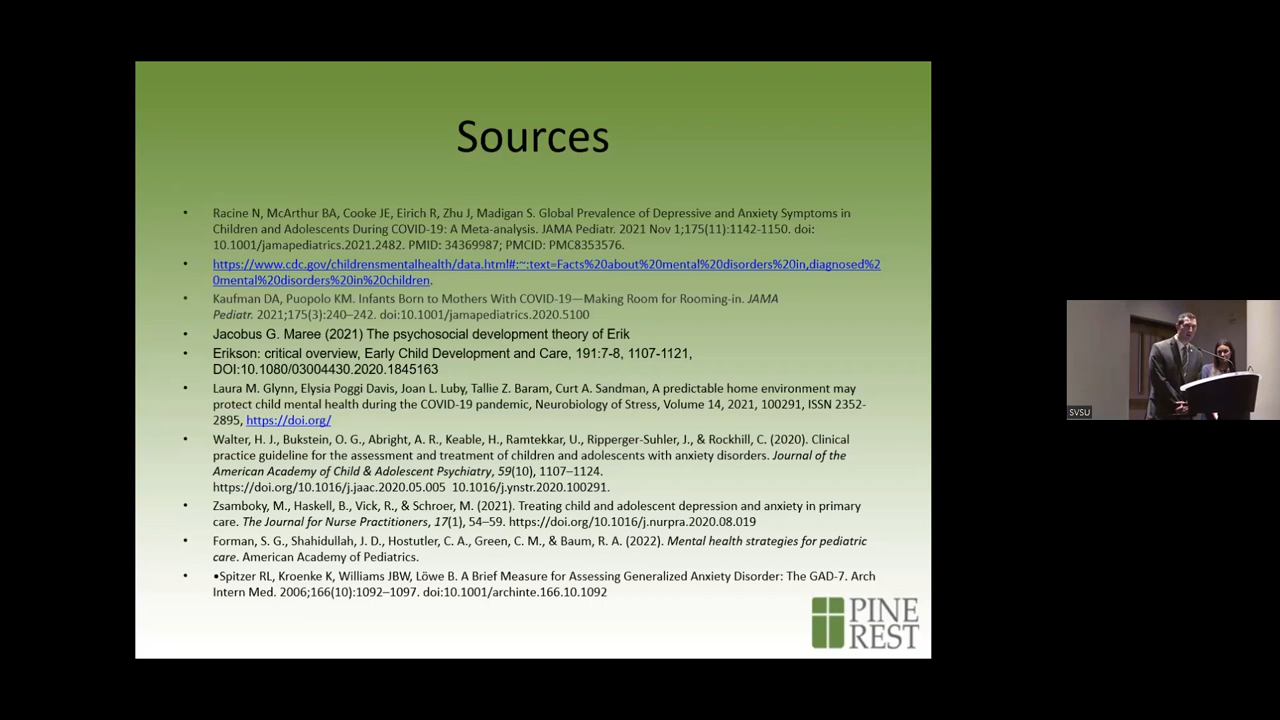 Sources
• Racine N, McArthur BA, Cooke JE, Eirich R, Zhu J, Madigan S. Global Prevalence of Depressive and Anxiety Symptoms in
Children and Adolescents During COVID-19: A Meta-analysis. JAMA Pediatr. 2021 Nov 1;175(11):1142-1150. doi:
10.1001/jamapediatrics.2021.2482. PMID: 34369987; PMCID: PMC8353576.
• https://www.cdc.gov/childrensmentalhealth/data.html#:~:text=Facts%20about%20mental%20disorders%20in,diagnosed%2
0mental%20disorders%20in%20children.
• Kaufman DA, Puopolo KM. Infants Born to Mothers With COVID-19—Making Room for Rooming-in. JAMA
Pediatr. 2021;175(3):240–242. doi:10.1001/jamapediatrics.2020.5100
• Jacobus G. Maree (2021) The psychosocial development theory of Erik
• Erikson: critical overview, Early Child Development and Care, 191:7-8, 1107-1121,
DOI:10.1080/03004430.2020.1845163
• Laura M. Glynn, Elysia Poggi Davis, Joan L. Luby, Tallie Z. Baram, Curt A. Sandman, A predictable home environment may
protect child mental health during the COVID-19 pandemic, Neurobiology of Stress, Volume 14, 2021, 100291, ISSN 2352-
2895, https://doi.org/
• Walter, H. J., Bukstein, O. G., Abright, A. R., Keable, H., Ramtekkar, U., Ripperger-Suhler, J., & Rockhill, C. (2020). Clinical
practice guideline for the assessment and treatment of children and adolescents with anxiety disorders. Journal of the
American Academy of Child & Adolescent Psychiatry, 59(10), 1107–1124.
https://doi.org/10.1016/j.jaac.2020.05.005 10.1016/j.ynstr.2020.100291.
• Zsamboky, M., Haskell, B., Vick, R., & Schroer, M. (2021). Treating child and adolescent depression and anxiety in primary
care. The Journal for Nurse Practitioners, 17(1), 54–59. https://doi.org/10.1016/j.nurpra.2020.08.019
• Forman, S. G., Shahidullah, J. D., Hostutler, C. A., Green, C. M., & Baum, R. A. (2022). Mental health strategies for pediatric
care. American Academy of Pediatrics.
• •Spitzer RL, Kroenke K, Williams JBW, Löwe B. A Brief Measure for Assessing Generalized Anxiety Disorder: The GAD-7. Arch
Intern Med. 2006;166(10):1092–1097. doi:10.1001/archinte.166.10.1092
PINE
REST
SVSU